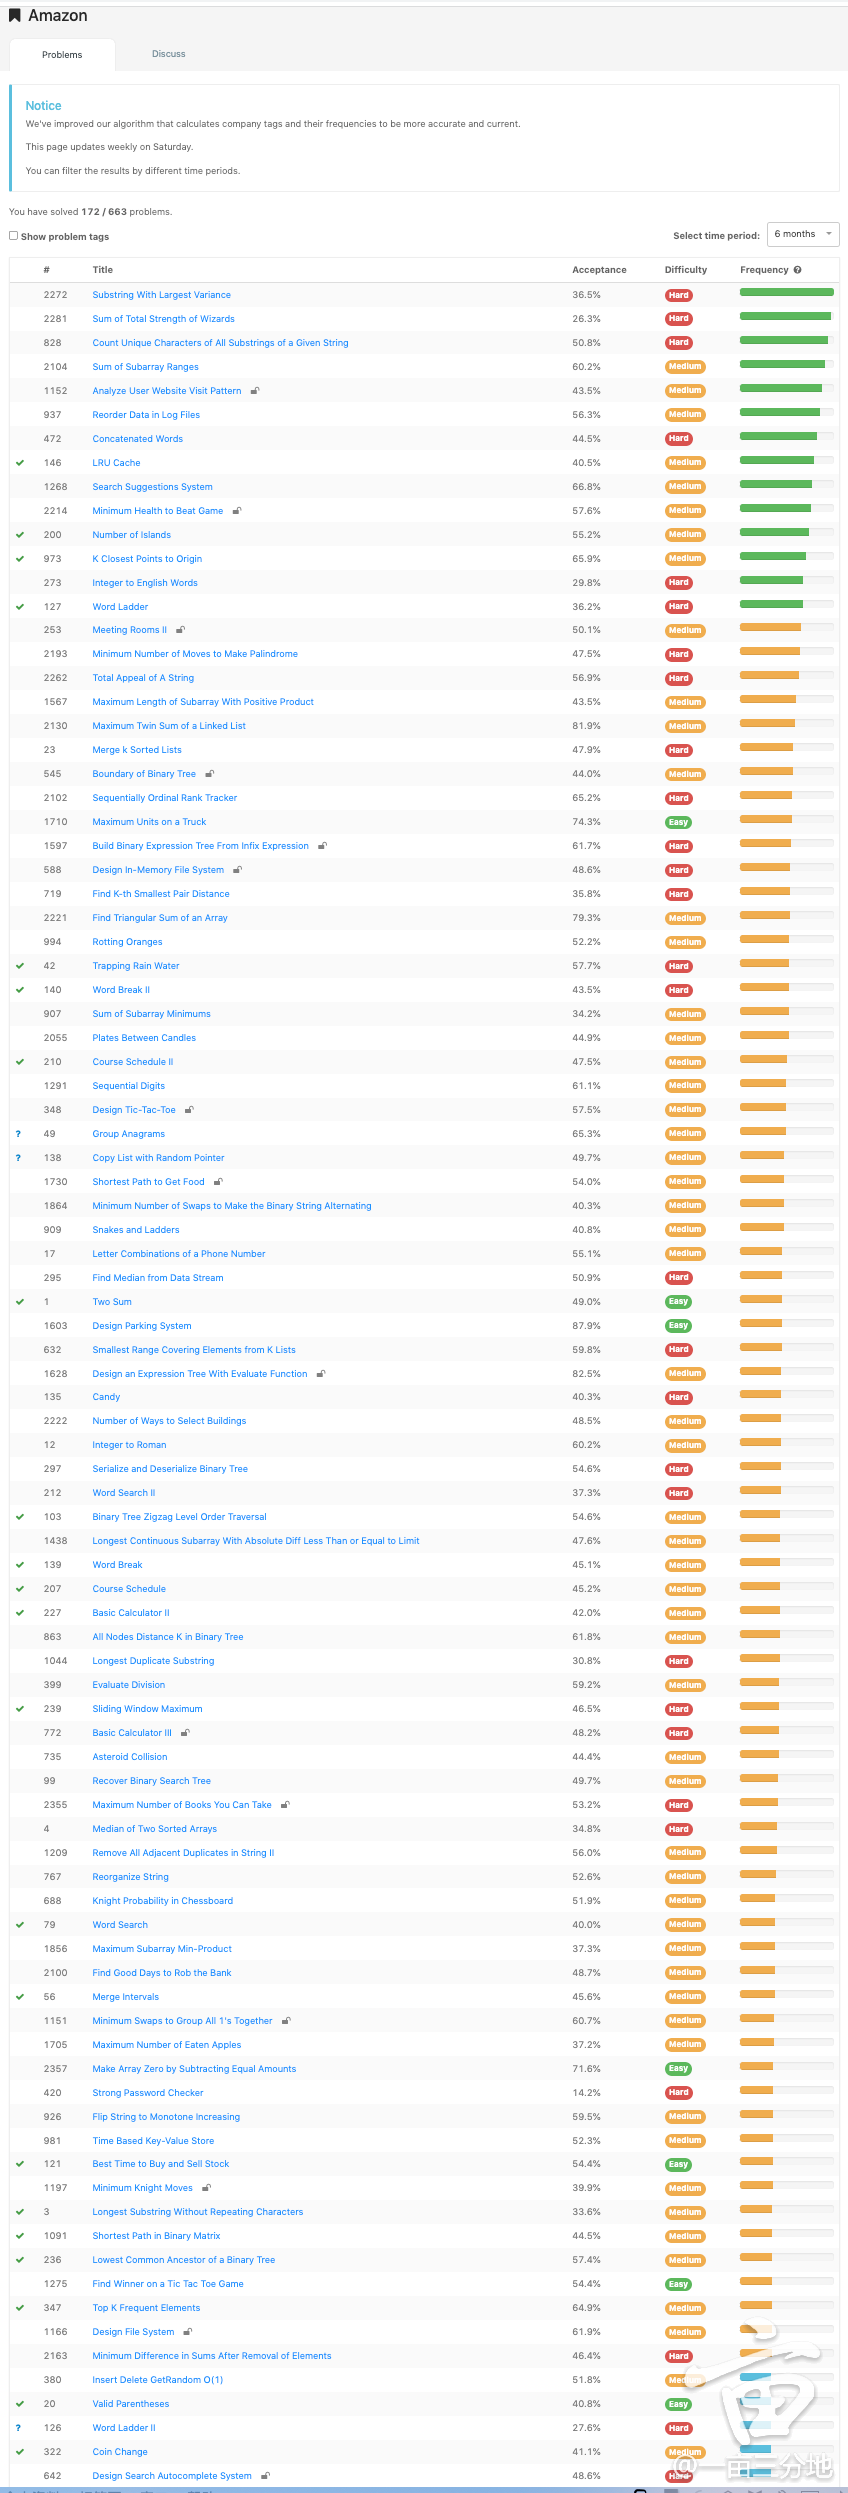 Amazon
Problems Discuss
Notice
We've improved our algorithm that calculates company tags and their frequencies to be more accurate and current.
This page updates weekly on Saturday.
You can filter the results by different time periods.
You have solved 172 / 663 problems.
Show problem tags Select time period: 6 months
# Title Acceptance Difficulty Frequency ?
2272 Substring With Largest Variance 36.5% Hard
2281 Sum of Total Strength of Wizards 26.3% Hard
828 Count Unique Characters of All Substrings of a Given String 50.8% Hard
2104 Sum of Subarray Ranges 60.2% Medium
1152 Analyze User Website Visit Pattern 43.5% Medium
937 Reorder Data in Log Files 56.3% Medium
472 Concatenated Words 44.5% Hard
146 LRU Cache 40.5% Medium
1268 Search Suggestions System 66.8% Medium
2214 Minimum Health to Beat Game 57.6% Medium
200 Number of Islands 55.2% Medium
973 K Closest Points to Origin 65.9% Medium
273 Integer to English Words 29.8% Hard
127 Word Ladder 36.2% Hard
253 Meeting Rooms II 50.1% Medium
2193 Minimum Number of Moves to Make Palindrome 47.5% Hard
2262 Total Appeal of A String 56.9% Hard
1567 Maximum Length of Subarray With Positive Product 43.5% Medium
2130 Maximum Twin Sum of a Linked List 81.9% Medium
23 Merge k Sorted Lists 47.9% Hard
545 Boundary of Binary Tree 44.0% Medium
2102 Sequentially Ordinal Rank Tracker 65.2% Hard
1710 Maximum Units on a Truck 74.3% Easy
1597 Build Binary Expression Tree From Infix Expression 61.7% Hard
588 Design In-Memory File System 48.6% Hard
719 Find K-th Smallest Pair Distance 35.8% Hard
2221 Find Triangular Sum of an Array 79.3% Medium
994 Rotting Oranges 52.2% Medium
42 Trapping Rain Water 57.7% Hard
140 Word Break II 43.5% Hard
907 Sum of Subarray Minimums 34.2% Medium
2055 Plates Between Candles 44.9% Medium
210 Course Schedule II 47.5% Medium
1291 Sequential Digits 61.1% Medium
348 Design Tic-Tac-Toe 57.5% Medium
? 49 Group Anagrams 65.3% Medium
? 138 Copy List with Random Pointer 49.7% Medium
1730 Shortest Path to Get Food 54.0% Medium
1864 Minimum Number of Swaps to Make the Binary String Alternating 40.3% Medium
909 Snakes and Ladders 40.8% Medium
17 Letter Combinations of a Phone Number 55.1% Medium
295 Find Median from Data Stream 50.9% Hard
1 Two Sum 49.0% Easy
1603 Design Parking System 87.9% Easy
632 Smallest Range Covering Elements from K Lists 59.8% Hard
1628 Design an Expression Tree With Evaluate Function 82.5% Medium
135 Candy 40.3% Hard
2222 Number of Ways to Select Buildings 48.5% Medium
12 Integer to Roman 60.2% Medium
297 Serialize and Deserialize Binary Tree 54.6% Hard
212 Word Search II 37.3% Hard
103 Binary Tree Zigzag Level Order Traversal 54.6% Medium
1438 Longest Continuous Subarray With Absolute Diff Less Than or Equal to Limit 47.6% Medium
139 Word Break 45.1% Medium
207 Course Schedule 45.2% Medium
227 Basic Calculator II 42.0% Medium
863 All Nodes Distance K in Binary Tree 61.8% Medium
1044 Longest Duplicate Substring 30.8% Hard
399 Evaluate Division 59.2% Medium
239 Sliding Window Maximum 46.5% Hard
772 Basic Calculator III 48.2% Hard
735 Asteroid Collision 44.4% Medium
99 Recover Binary Search Tree 49.7% Medium
2355 Maximum Number of Books You Can Take 53.2% Hard
4 Median of Two Sorted Arrays 34.8% Hard
1209 Remove All Adjacent Duplicates in String II 56.0% Medium
767 Reorganize String 52.6% Medium
688 Knight Probability in Chessboard 51.9% Medium
79 Word Search 40.0% Medium
1856 Maximum Subarray Min-Product 37.3% Medium
2100 Find Good Days to Rob the Bank 48.7% Medium
56 Merge Intervals 45.6% Medium
1151 Minimum Swaps to Group All 1's Together 60.7% Medium
1705 Maximum Number of Eaten Apples 37.2% Medium
2357 Make Array Zero by Subtracting Equal Amounts 71.6% Easy
420 Strong Password Checker 14.2% Hard
926 Flip String to Monotone Increasing 59.5% Medium
981 Time Based Key-Value Store 52.3% Medium
121 Best Time to Buy and Sell Stock 54.4% Easy
1197 Minimum Knight Moves 39.9% Medium
3 Longest Substring Without Repeating Characters 33.6% Medium
1091 Shortest Path in Binary Matrix 44.5% Medium
236 Lowest Common Ancestor of a Binary Tree 57.4% Medium
1275 Find Winner on a Tic Tac Toe Game 54.4% Easy
347 Top K Frequent Elements 64.9% Medium
1166 Design File System 61.9% Medium
2163 Minimum Difference in Sums After Removal of Elements 46.4% Hard
380 Insert Delete GetRandom O(1) 51.8% Medium
20 Valid Parentheses 40.8% Easy
? 126 Word Ladder II 27.6% Hard
322 Coin Change 41.1% Medium
642 Design Search Autocomplete System 48.6% Hard
@一亩三分地